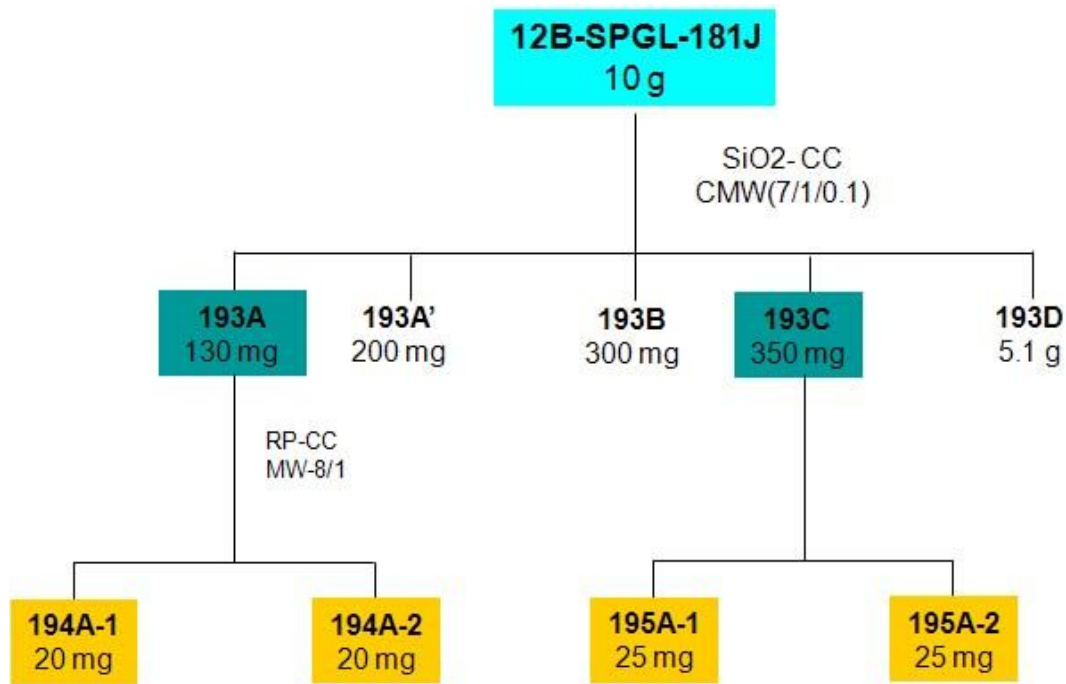 12B-SPGL-181J
10 g
SiO2- CC
CMW(7/1/0.1)
193A
130 mg
193A’
200 mg
193B
300 mg
193C
350 mg
193D
5.1 g
RP-CC
MW-8/1
194A-1
20 mg
194A-2
20 mg
195A-1
25 mg
195A-2
25 mg